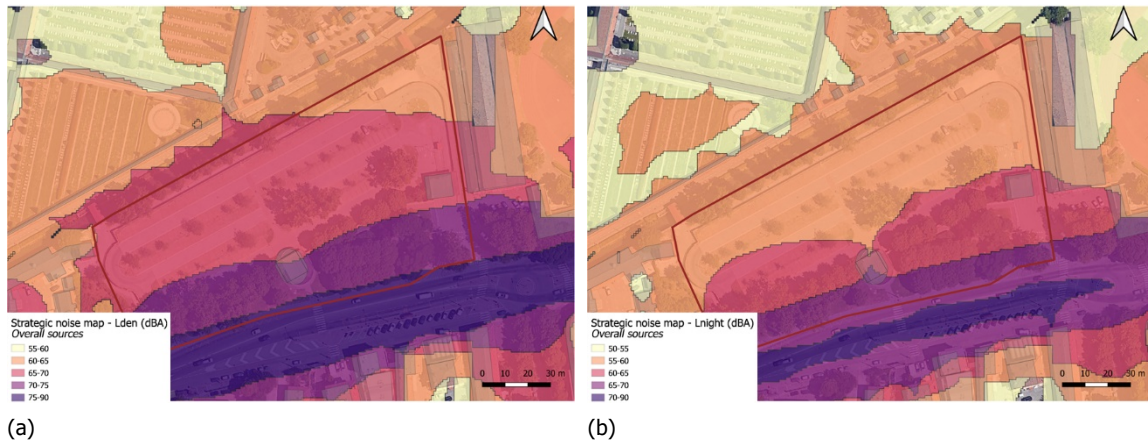 Strategic noise map - Lden (dBA)
Overall sources
55-60
60-65
65-70
70-75
75-90
0 10 20 30 m
Strategic noise map - Lnight (dBA)
Overall sources
50-55
55-60
60-65
65-70
70-90
0 10 20 30 m
(a)
(b)